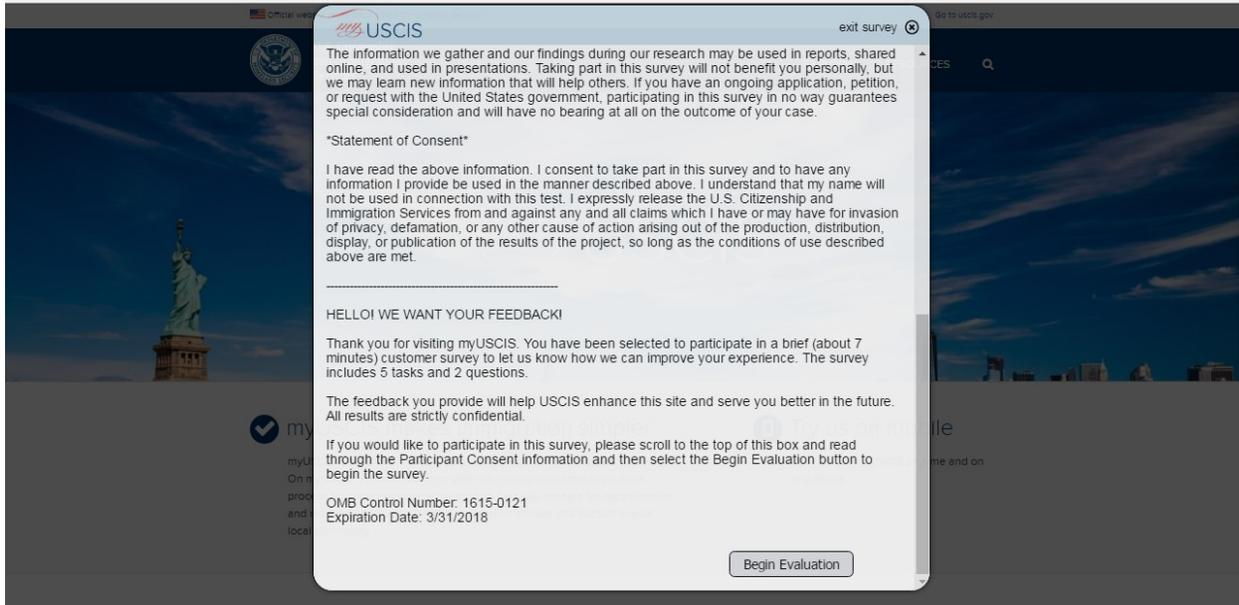 Official web
Go to uscis.gov
my USCIS
exit survey
CES
The information we gather and our findings during our research may be used in reports, shared
online, and used in presentations. Taking part in this survey will not benefit you personally, but
we may learn new information that will help others. If you have an ongoing application, petition,
or request with the United States government, participating in this survey in no way guarantees
special consideration and will have no bearing at all on the outcome of your case.
*Statement of Consent*
I have read the above information. I consent to take part in this survey and to have any
information I provide be used in the manner described above. I understand that my name will
not be used in connection with this test. I expressly release the U.S. Citizenship and
Immigration Services from and against any and all claims which I have or may have for invasion
of privacy, defamation, or any other cause of action arising out of the production, distribution,
display, or publication of the results of the project, so long as the conditions of use described
above are met.
------------------------------------------------------------
HELLO! WE WANT YOUR FEEDBACK!
Thank you for visiting myUSCIS. You have been selected to participate in a brief (about 7
minutes) customer survey to let us know how we can improve your experience. The survey
includes 5 tasks and 2 questions.
The feedback you provide will help USCIS enhance this site and serve you better in the future.
All results are strictly confidential.
If you would like to participate in this survey, please scroll to the top of this box and read
through the Participant Consent information and then select the Begin Evaluation button to
begin the survey.
OMB Control Number: 1615-0121
Expiration Date: 3/31/2018
Begin Evaluation
Try us on mobile
me and on